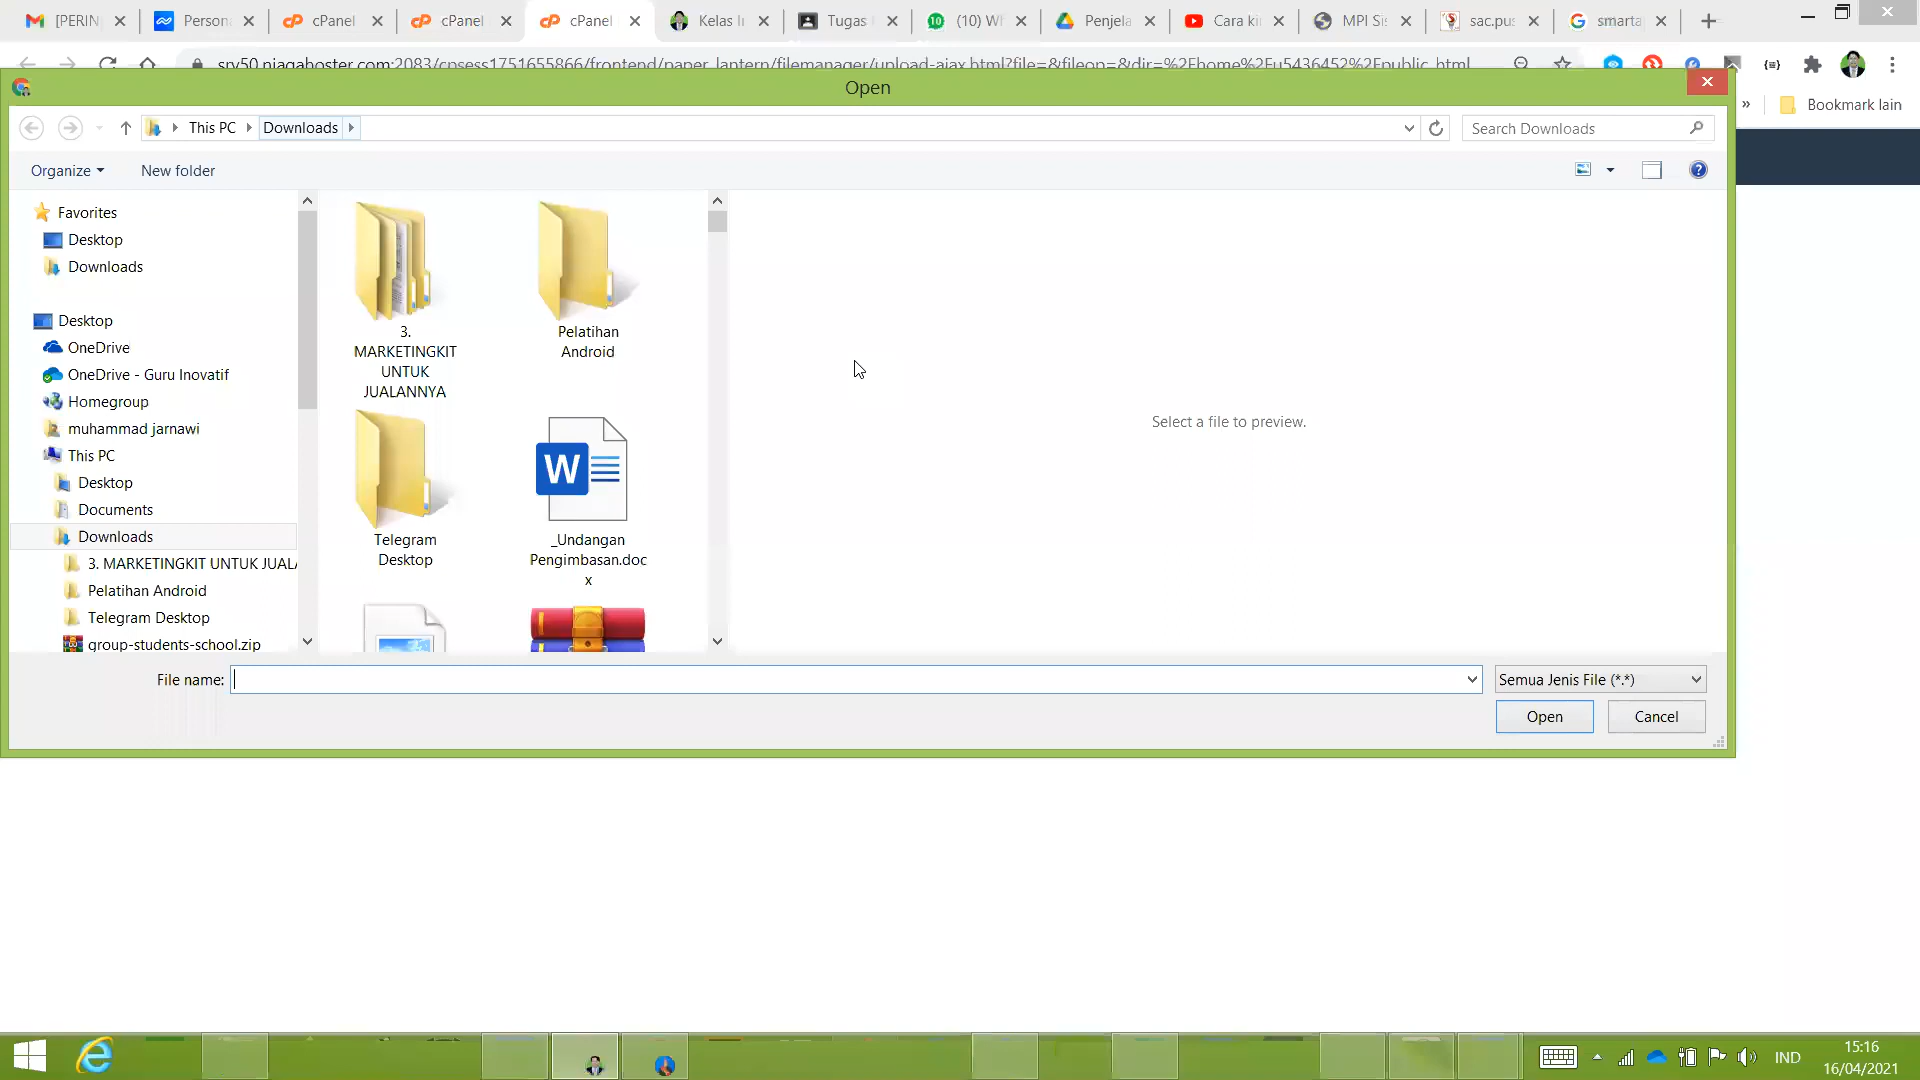 [PERIN
Person
cPanel
cPanel
cPanel
Kelas I
Tugas
(10) W
Penjela
Cara ki
MPI Sis
sac.pus
smarta
srv50.niagahoster.com:2083/cpsess1751655866/frontend/paper_lantern/filemanager/upload-ajax.html?file=&fileop=&dir=%2Fhome%2Fu5436452%2Fpublic_html
» Bookmark lain
Open
This PC Downloads
Search Downloads
Organize New folder
Favorites
Desktop
Downloads
Desktop
OneDrive
OneDrive - Guru Inovatif
Homegroup
muhammad jarnawi
This PC
Desktop
Documents
Downloads
3. MARKETINGKIT UNTUK JUAL
Pelatihan Android
Telegram Desktop
group-students-school.zip
3.
MARKETINGKIT
UNTUK
JUALANNYA
Pelatihan
Android
Telegram
Desktop
_Undangan
Pengimbasan.doc
x
Select a file to preview.
File name:
Semua Jenis File (*.*)
Open
Cancel
IND
15:16
16/04/2021